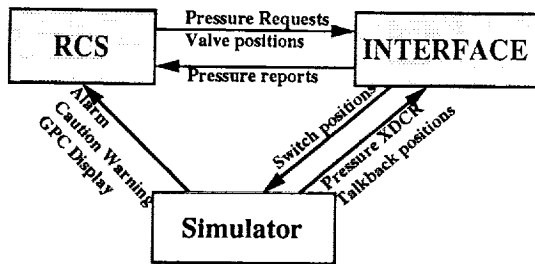 Pressure Requests
RCS
Valve positions
INTERFACE
Pressure reports
Alarm
Caution Warning
GPC Display
Switch positions
Pressure XDCR
Talkback positions
Simulator